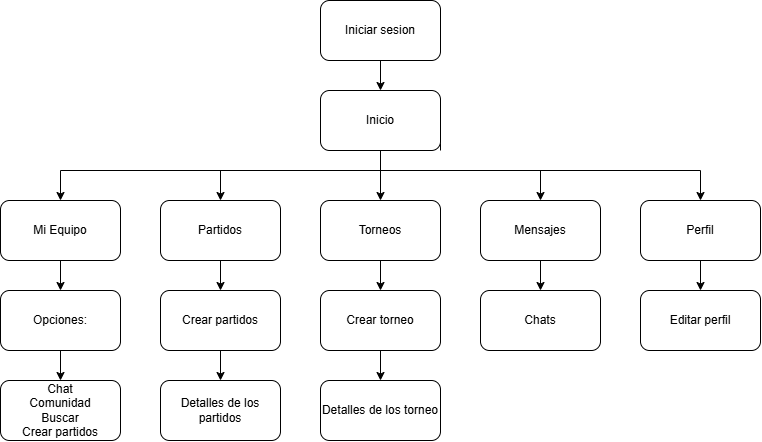 Iniciar sesion
Inicio
Mi Equipo
Partidos
Torneos
Mensajes
Perfil
Opciones:
Crear partidos
Crear torneo
Chats
Editar perfil
Chat
Comunidad
Buscar
Crear partidos
Detalles de los
partidos
Detalles de los torneo